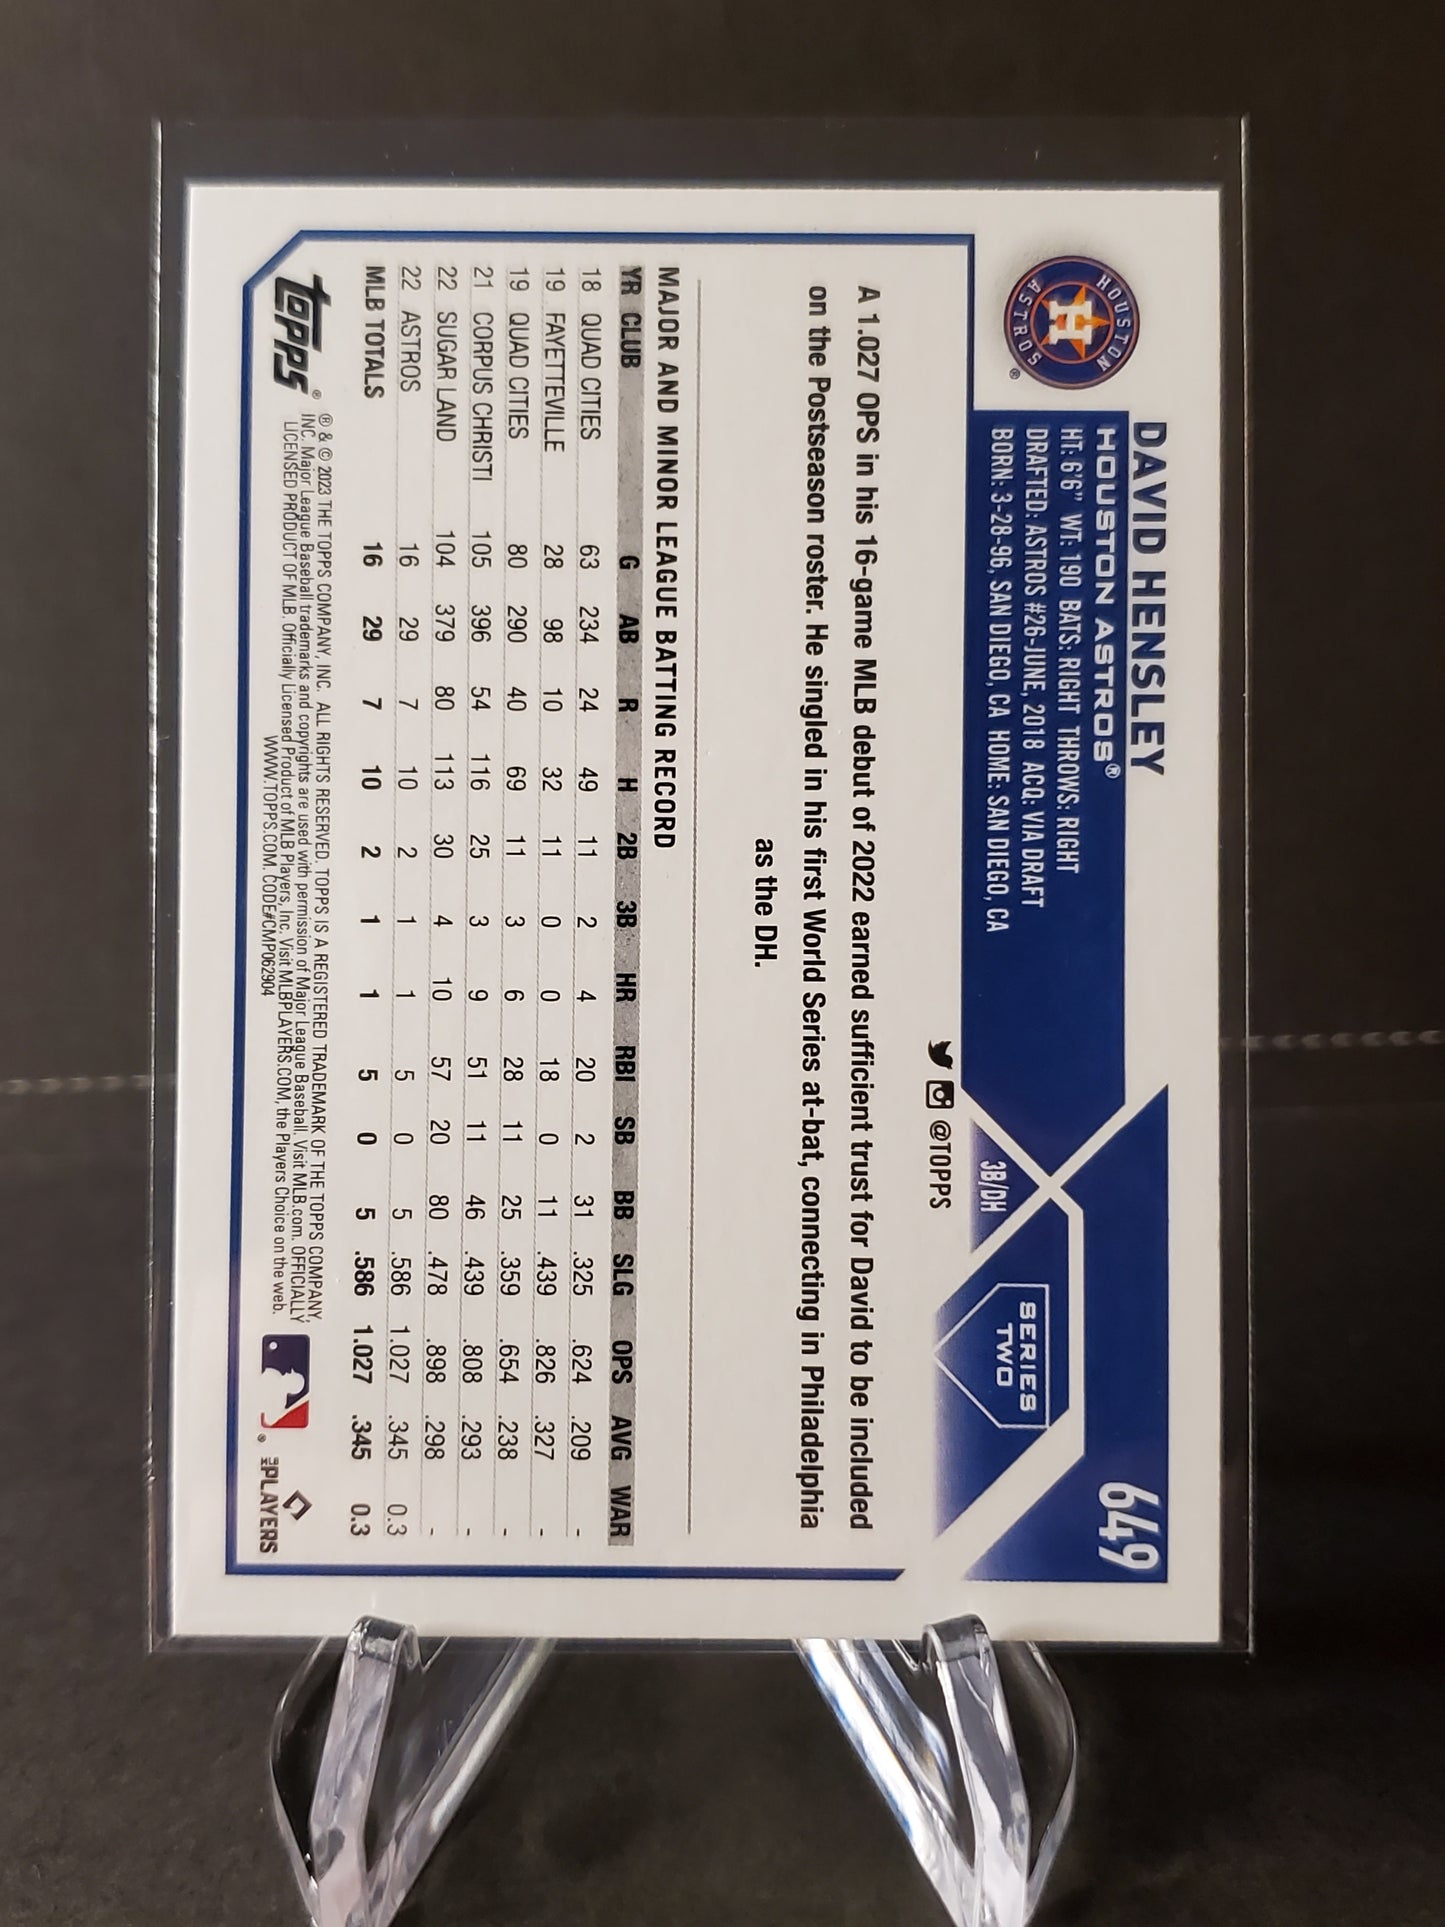 HOUSTON ASTROS ®
DAVID HENSLEY
649
HOUSTON ASTROS®
HT: 6'6" WT: 190 BATS: RIGHT THROWS: RIGHT
DRAFTED: ASTROS #26-JUNE, 2018 ACQ: VIA DRAFT
BORN: 3-28-96, SAN DIEGO, CA HOME: SAN DIEGO, CA
3B/DH
SERIES
TWO
@TOPPS
A 1.027 OPS in his 16-game MLB debut of 2022 earned sufficient trust for David to be included
on the Postseason roster. He singled in his first World Series at-bat, connecting in Philadelphia
as the DH.
MAJOR AND MINOR LEAGUE BATTING RECORD
YR CLUB G AB R H 2B 3B HR RBI SB BB SLG OPS AVG WAR
18 QUAD CITIES 63 234 24 49 11 2 4 20 2 31 .325 .624 .209 -
19 FAYETTEVILLE 28 98 10 32 11 0 0 18 0 11 .439 .826 .327 -
19 QUAD CITIES 80 290 40 69 11 3 6 28 11 25 .359 .654 .238 -
21 CORPUS CHRISTI 105 396 54 116 25 3 9 51 11 46 .439 .808 .293 -
22 SUGAR LAND 104 379 80 113 30 4 10 57 20 80 .478 .898 .298 -
22 ASTROS 16 29 7 10 2 1 1 5 0 5 .586 1.027 .345 0.3
MLB TOTALS 16 29 7 10 2 1 1 5 0 5 .586 1.027 .345 0.3
topps®
® & © 2023 THE TOPPS COMPANY, INC. ALL RIGHTS RESERVED. TOPPS IS A REGISTERED TRADEMARK OF THE TOPPS COMPANY,
INC. Major League Baseball trademarks and copyrights are used with permission of Major League Baseball. Visit MLB.com. OFFICIALLY
LICENSED PRODUCT OF MLB. Officially Licensed Product of MLB Players, Inc. Visit MLBPLAYERS.COM, the Players Choice on the web.
WWW.TOPPS.COM. CODE#CMP062904
®
MLB PLAYERS